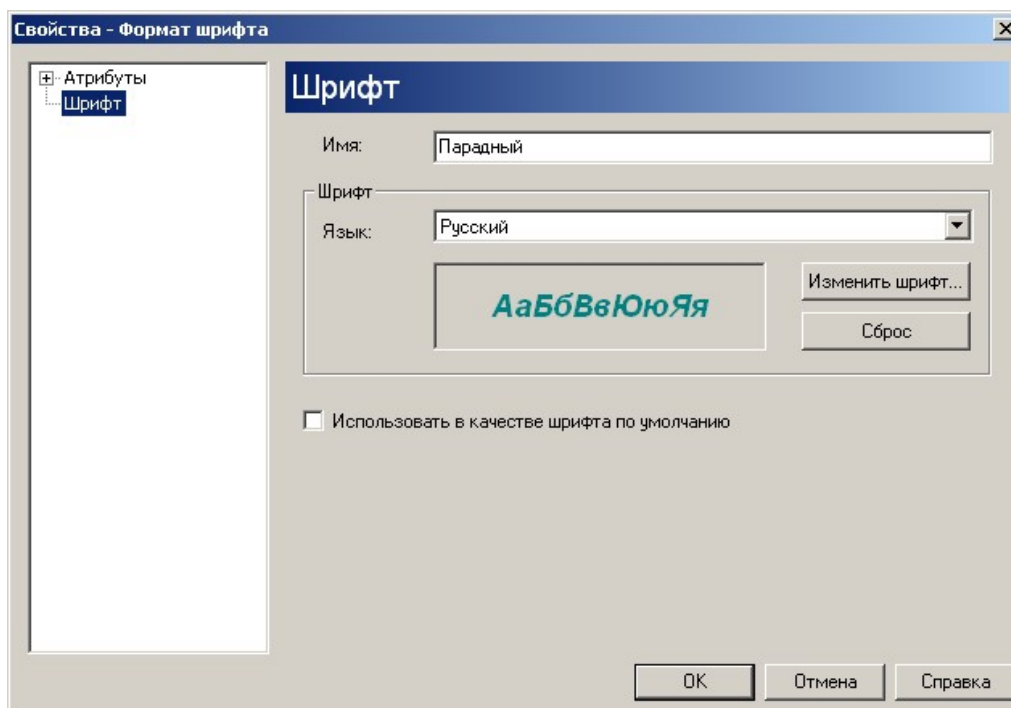 Свойства - Формат шрифта
Атрибуты
Шрифт
Шрифт
Имя: Парадный
Шрифт
Язык: Русский
АаБбВвЮюЯя
Изменить шрифт...
Сброс
Использовать в качестве шрифта по умолчанию
OK Отмена Справка